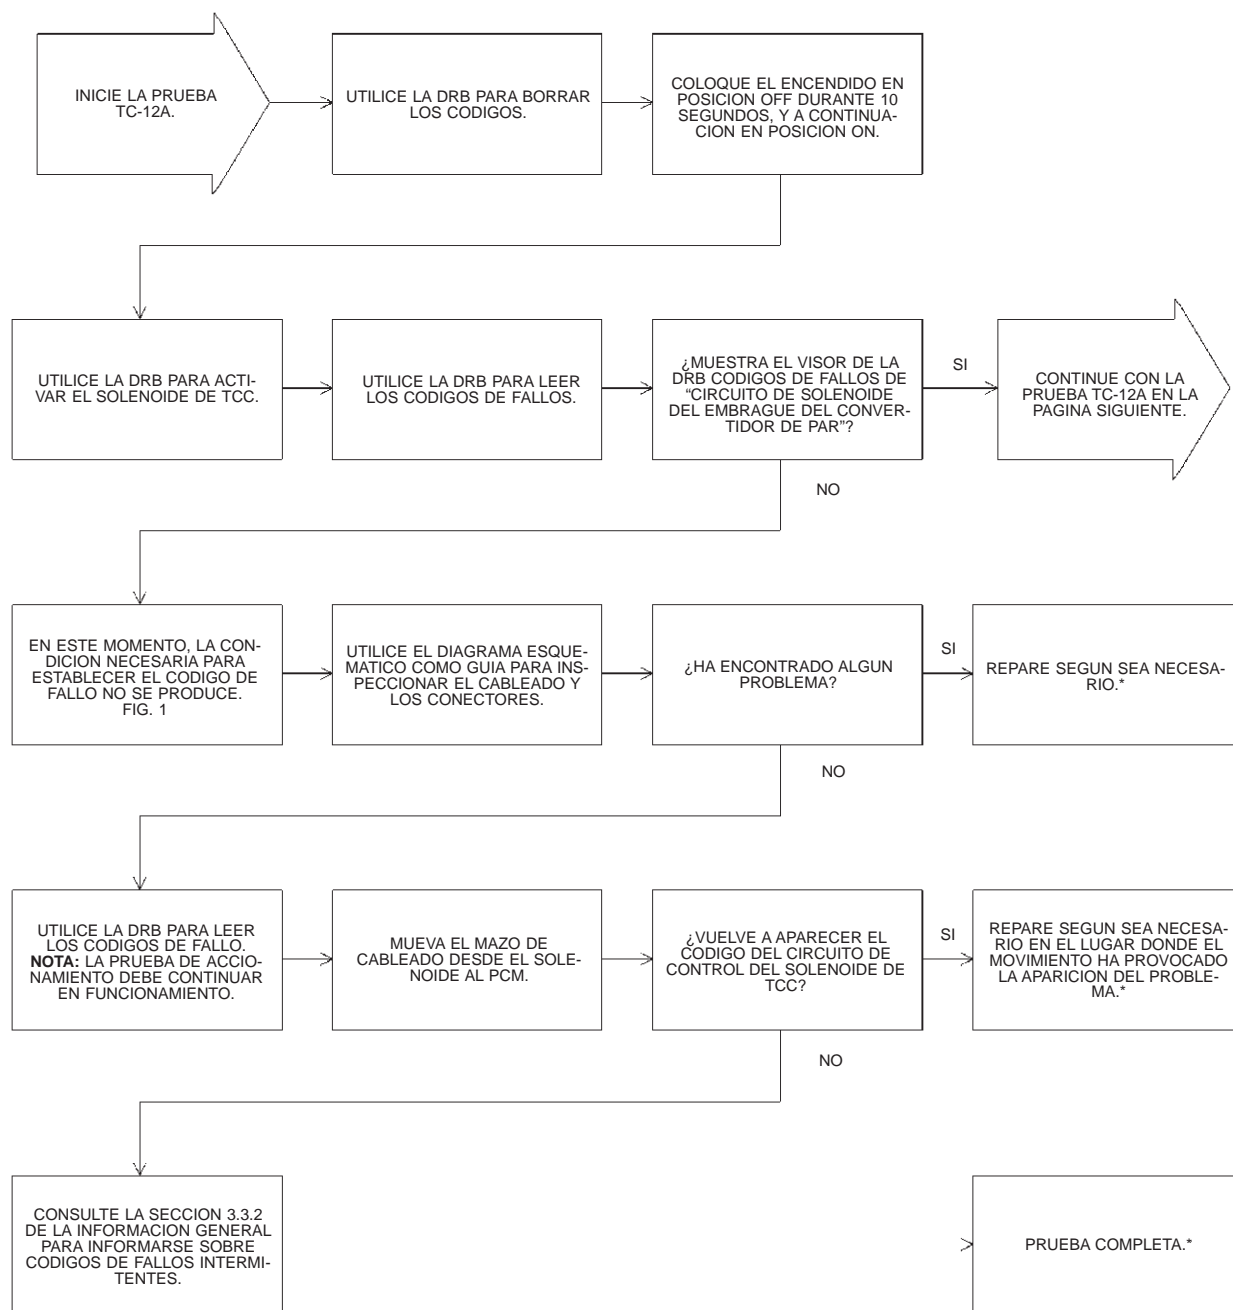 INICIE LA PRUEBA
TC-12A.
UTILICE LA DRB PARA BORRAR
LOS CODIGOS.
COLOQUE EL ENCENDIDO EN
POSICION OFF DURANTE 10
SEGUNDOS, Y A CONTINUA-
CION EN POSICION ON.
UTILICE LA DRB PARA ACTI-
VAR EL SOLENOIDE DE TCC.
UTILICE LA DRB PARA LEER
LOS CODIGOS DE FALLOS.
¿MUESTRA EL VISOR DE LA
DRB CODIGOS DE FALLOS DE
“CIRCUITO DE SOLENOIDE
DEL EMBRAGUE DEL CONVER-
TIDOR DE PAR”?
SI
CONTINUE CON LA
PRUEBA TC-12A EN LA
PAGINA SIGUIENTE.
NO
EN ESTE MOMENTO, LA CON-
DICION NECESARIA PARA
ESTABLECER EL CODIGO DE
FALLO NO SE PRODUCE.
FIG. 1
UTILICE EL DIAGRAMA ESQUE-
MATICO COMO GUIA PARA INS-
PECCIONAR EL CABLEADO Y
LOS CONECTORES.
¿HA ENCONTRADO ALGUN
PROBLEMA?
SI
REPARE SEGUN SEA NECESA-
RIO.*
NO
UTILICE LA DRB PARA LEER
LOS CODIGOS DE FALLO.
NOTA: LA PRUEBA DE ACCIO-
NAMIENTO DEBE CONTINUAR
EN FUNCIONAMIENTO.
MUEVA EL MAZO DE
CABLEADO DESDE EL SOLE-
NOIDE AL PCM.
¿VUELVE A APARECER EL
CODIGO DEL CIRCUITO DE
CONTROL DEL SOLENOIDE DE
TCC?
SI
REPARE SEGUN SEA NECESA-
RIO EN EL LUGAR DONDE EL
MOVIMIENTO HA PROVOCADO
LA APARICION DEL PROBLE-
MA.*
NO
CONSULTE LA SECCION 3.3.2
DE LA INFORMACION GENERAL
PARA INFORMARSE SOBRE
CODIGOS DE FALLOS INTERMI-
TENTES.
PRUEBA COMPLETA.*